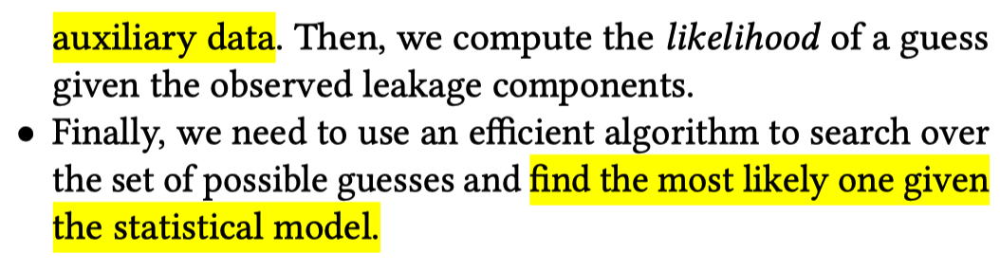 auxiliary data. Then, we compute the likelihood of a guess
given the observed leakage components.
• Finally, we need to use an efficient algorithm to search over
the set of possible guesses and find the most likely one given
the statistical model.